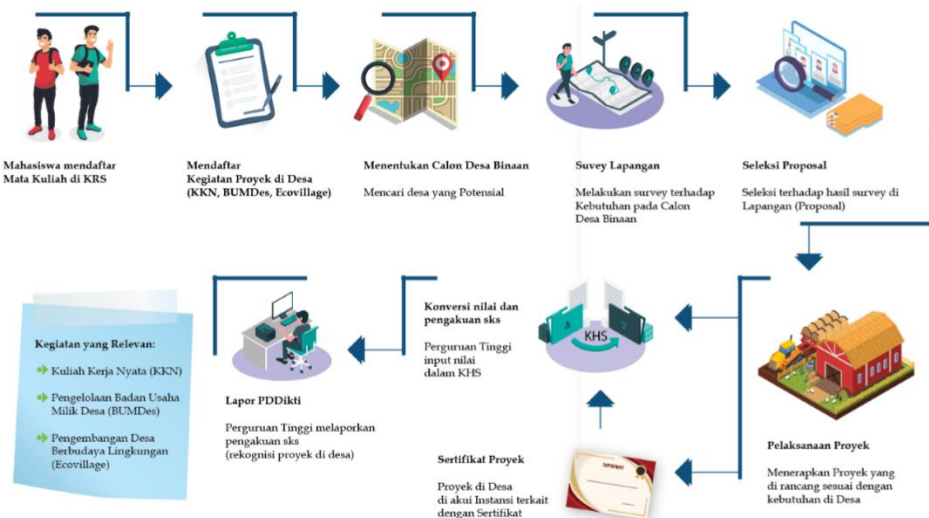 Mahasiswa mendaftar
Mata Kuliah di KRS
Mendaftar
Kegiatan Proyek di Desa
(KKN, BUMDes, Ecovillage)
Menentukan Calon Desa Binaan
Mencari desa yang Potensial
Suvey Lapangan
Melakukan survey terhadap
Kebutuhan pada Calon
Desa Binaan
Seleksi Proposal
Seleksi terhadap hasil survey di
Lapangan (Proposal)
Pelaksanaan Proyek
Menerapkan Proyek yang
di rancang sesuai dengan
kebutuhan di Desa
Sertifikat Proyek
Proyek di Desa
di akui Instansi terkait
dengan Sertifikat
SERTIFIKAT
Konversi nilai dan
pengakuan sks
Perguruan Tinggi
input nilai
dalam KHS
KHS
Lapor PDDikti
Perguruan Tinggi melaporkan
pengakuan sks
(rekognisi proyek di desa)
Kegiatan yang Relevan:
Kuliah Kerja Nyata (KKN)
Pengelolaan Badan Usaha
Milik Desa (BUMDes)
Pengembangan Desa
Berbudaya Lingkungan
(Ecovillage)